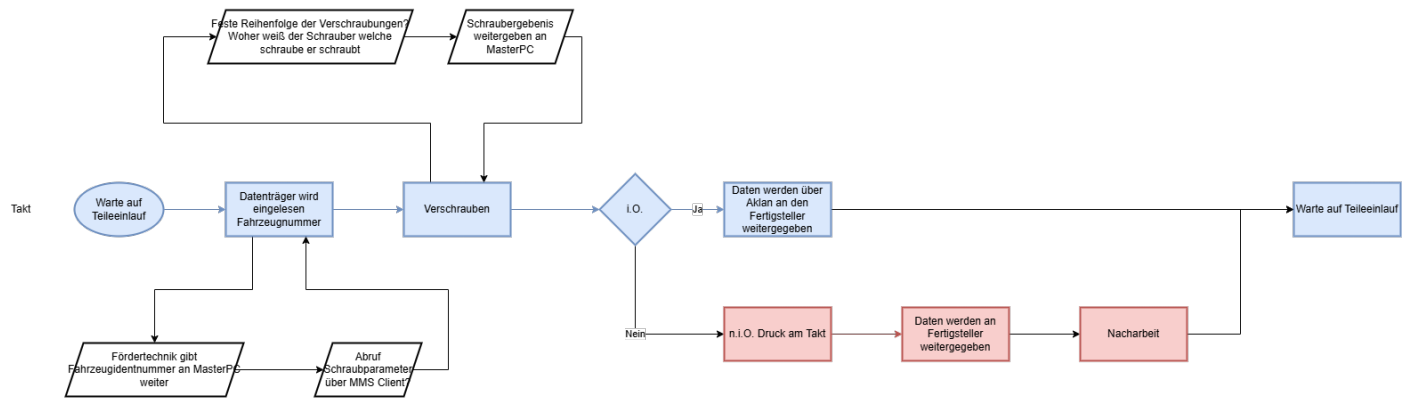 Feste Reihenfolge der Verschraubungen?
Woher weiß der Schrauber welche
schraube er schraubt
Schraubergebenis
weitergeben an
MasterPC
Takt
Warte auf
Teileeinlauf
Datenträger wird
eingelesen
Fahrzeugnummer
Verschrauben
i.O.
Ja
Daten werden über
Aklan an den
Fertigsteller
weitergegeben
Warte auf Teileeinlauf
Nein
n.i.O. Druck am Takt
Daten werden an
Fertigsteller
weitergegeben
Nacharbeit
Fördertechnik gibt
Fahrzeugidentnummer an MasterPC
weiter
Abruf
Schraubparameter
über MMS Client?